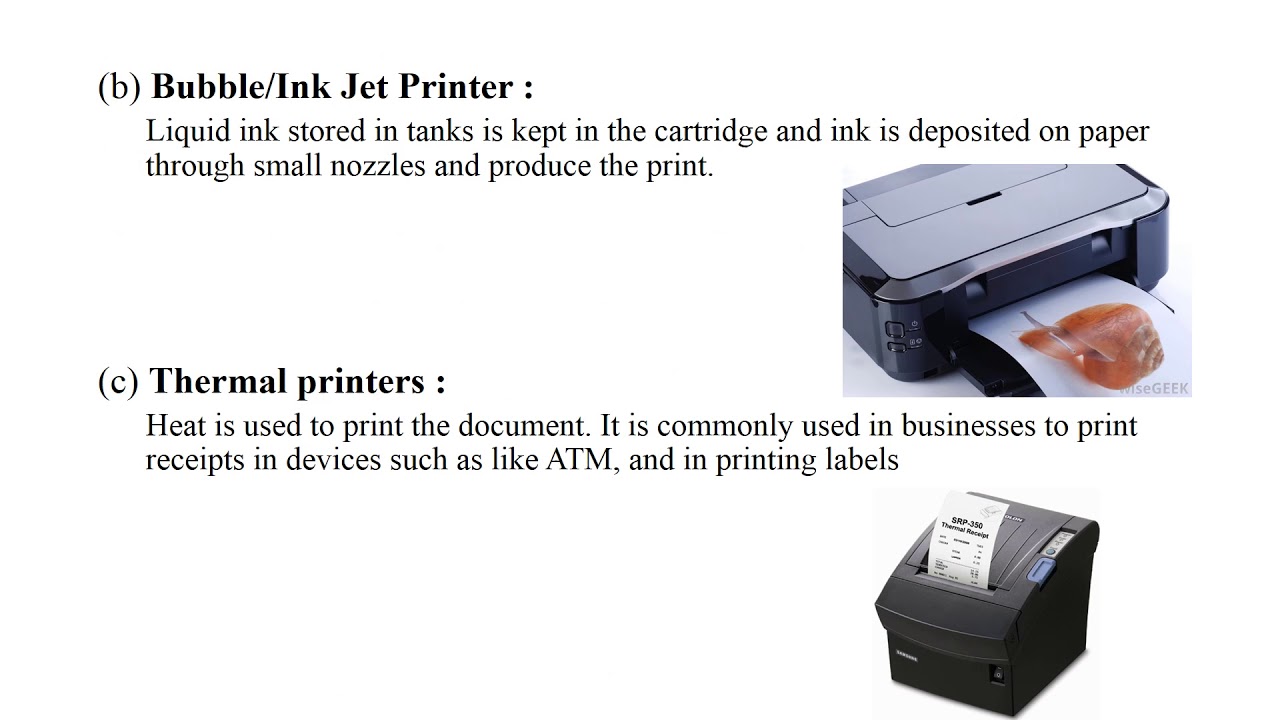 (b) Bubble/Ink Jet Printer :
Liquid ink stored in tanks is kept in the cartridge and ink is deposited on paper
through small nozzles and produce the print.
wiseGEEK
(c) Thermal printers :
Heat is used to print the document. It is commonly used in businesses to print
receipts in devices such as like ATM, and in printing labels
SRP-350
Thermal Receipt
SAMSUNG